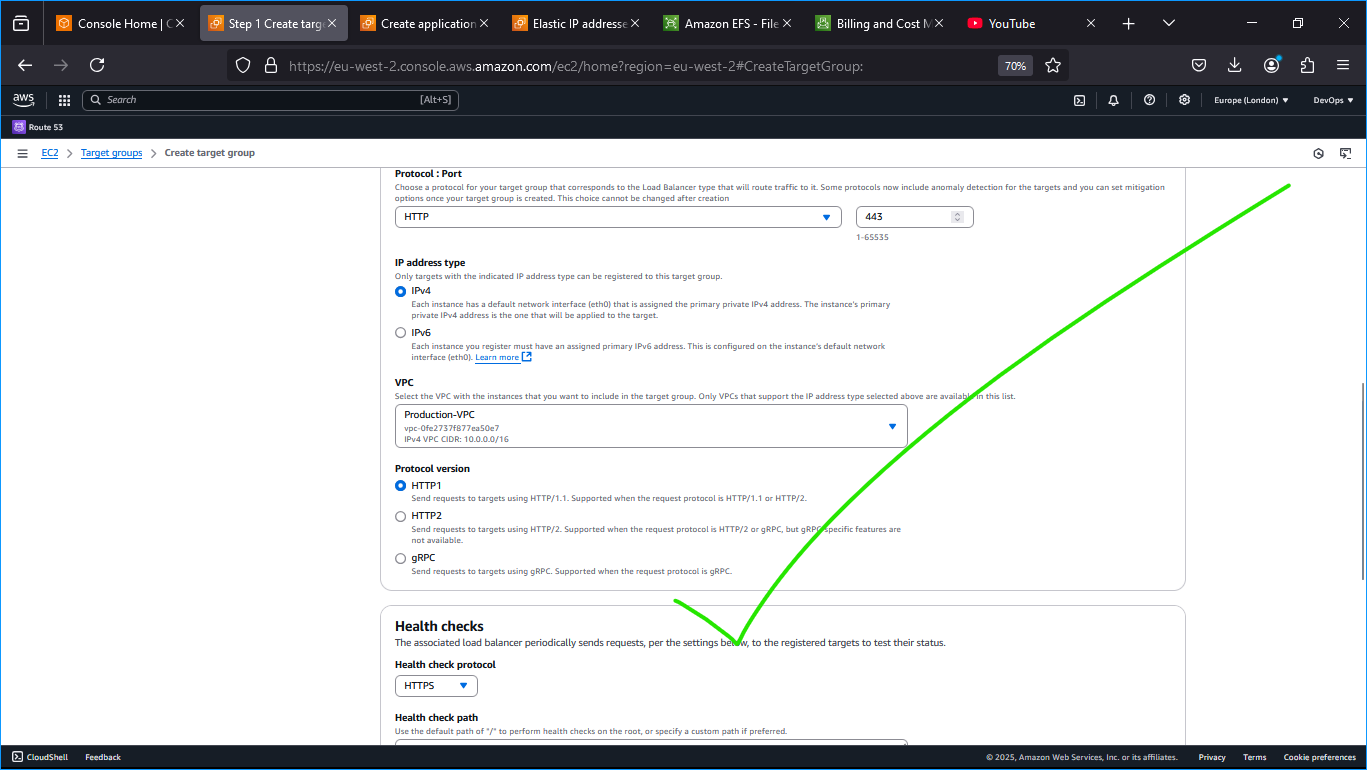 Console Home | C
Step 1 Create targe
Create application
Elastic IP addresse
Amazon EFS - File
Billing and Cost M
YouTube
https://eu-west-2.console.aws.amazon.com/ec2/home?region=eu-west-2#CreateTargetGroup:
70%
aws
Search
[Alt+S]
Europe (London)
DevOps
Route 53
EC2
Target groups
Create target group
Protocol : Port
Choose a protocol for your target group that corresponds to the Load Balancer type that will route traffic to it. Some protocols now include anomaly detection for the targets and you can set mitigation
options once your target group is created. This choice cannot be changed after creation
HTTP
443
1-65535
IP address type
Only targets with the indicated IP address type can be registered to this target group.
IPv4
Each instance has a default network interface (eth0) that is assigned the primary private IPv4 address. The instance's primary
private IPv4 address is the one that will be applied to the target.
IPv6
Each instance you register must have an assigned primary IPv6 address. This is configured on the instance's default network
interface (eth0). Learn more
VPC
Select the VPC with the instances that you want to include in the target group. Only VPCs that support the IP address type selected above are available in this list.
Production-VPC
vpc-0fe2737f877ea50e7
IPv4 VPC CIDR: 10.0.0.0/16
Protocol version
HTTP1
Send requests to targets using HTTP/1.1. Supported when the request protocol is HTTP/1.1 or HTTP/2.
HTTP2
Send requests to targets using HTTP/2. Supported when the request protocol is HTTP/2 or gRPC, but gRPC-specific features are
not available.
gRPC
Send requests to targets using gRPC. Supported when the request protocol is gRPC.
Health checks
The associated load balancer periodically sends requests, per the settings below, to the registered targets to test their status.
Health check protocol
HTTPS
Health check path
Use the default path of "/" to perform health checks on the root, or specify a custom path if preferred.
CloudShell
Feedback
© 2025, Amazon Web Services, Inc. or its affiliates.
Privacy
Terms
Cookie preferences